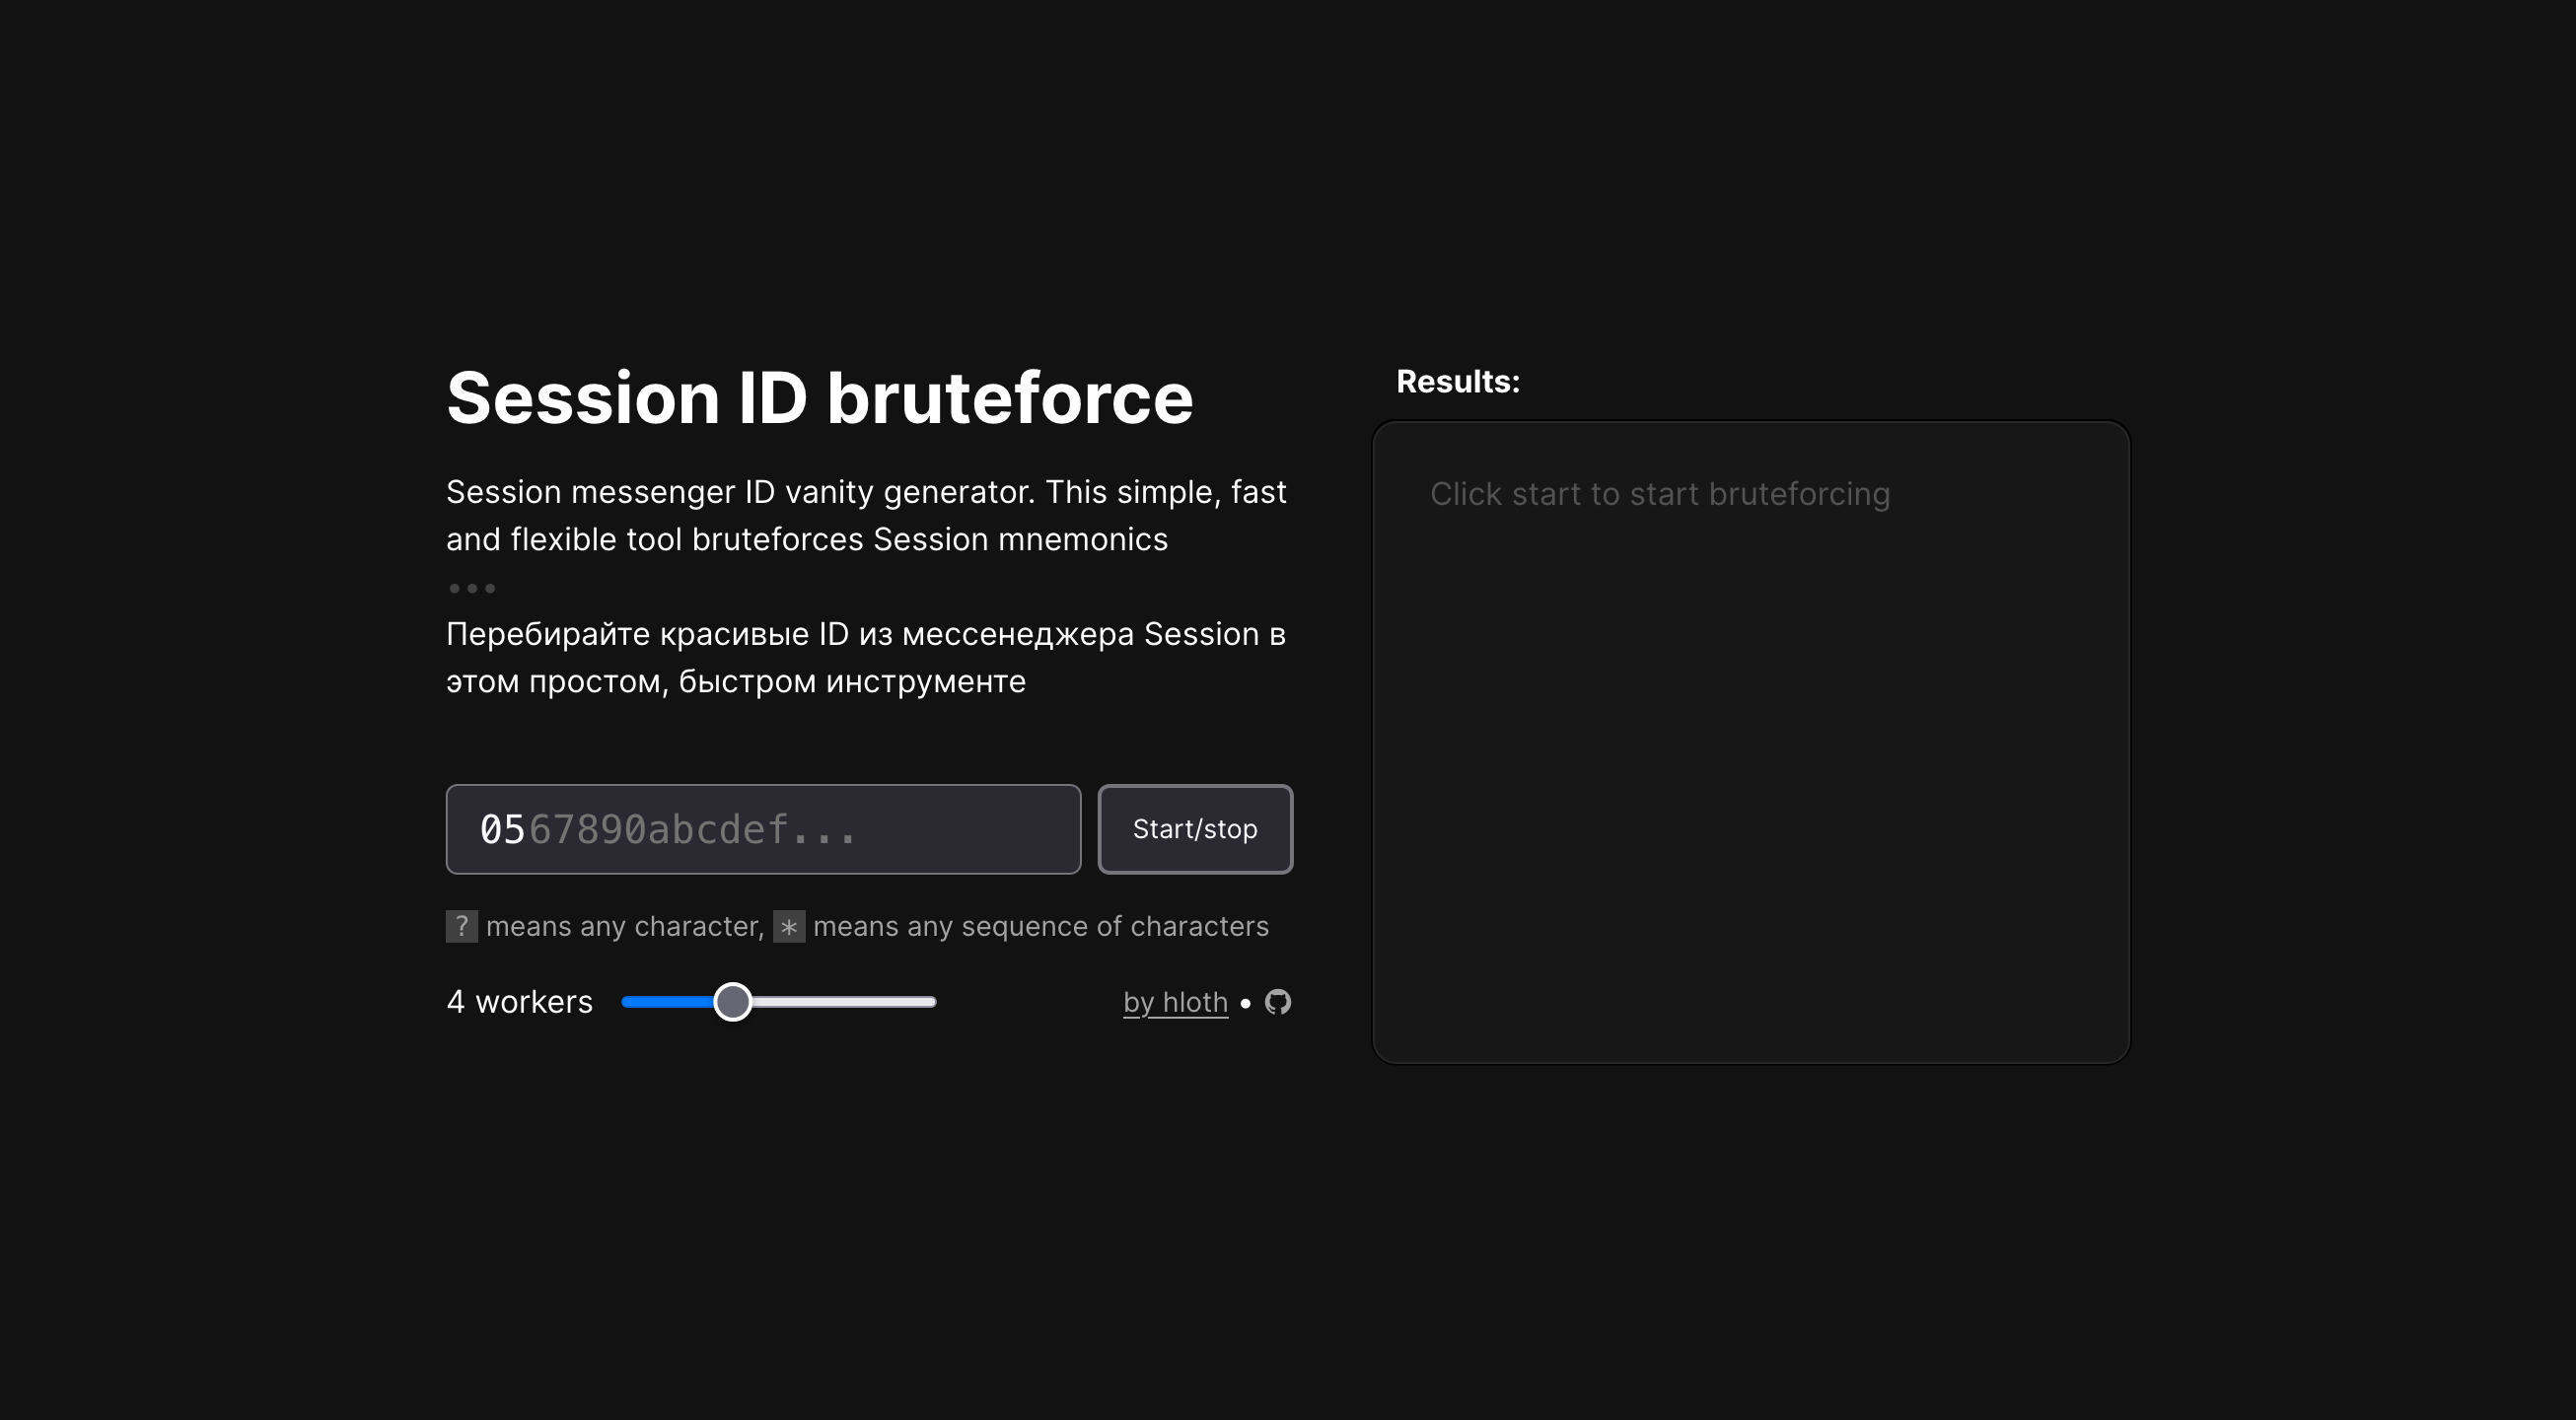 Session ID bruteforce
Session messenger ID vanity generator. This simple, fast
and flexible tool bruteforces Session mnemonics
•••
Перебирайте красивые ID из мессенеджера Session в
этом простом, быстром инструменте
0567890abcdef...
Start/stop
? means any character, * means any sequence of characters
4 workers
by hloth •
Results:
Click start to start bruteforcing